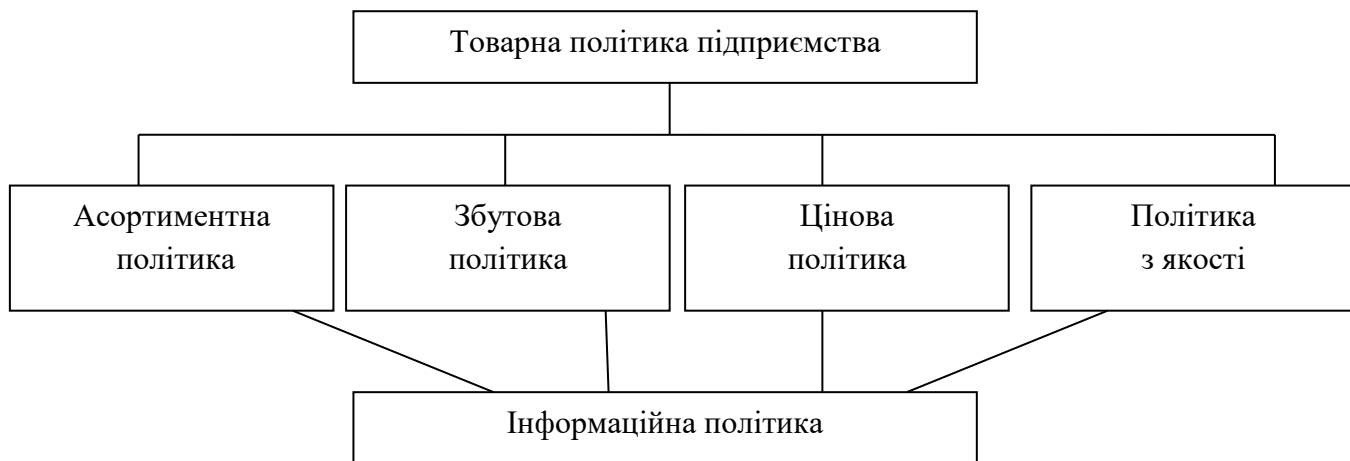 Товарна політика підприємства
Асортиментна
політика
Збутова
політика
Цінова
політика
Політика
з якості
Інформаційна політика